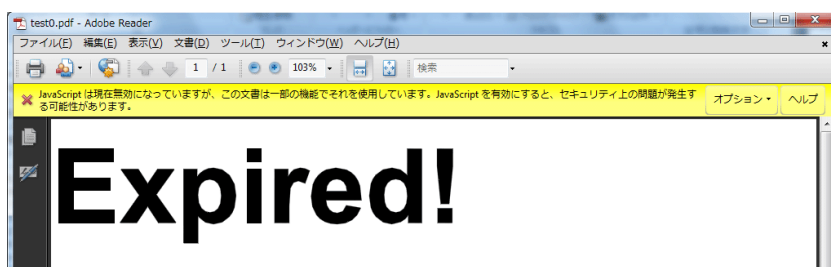 test0.pdf - Adobe Reader
ファイル(F) 編集(E) 表示(V) 文書(D) ツール(T) ウィンドウ(W) ヘルプ(H)
1 / 1 103% 検索
JavaScript は現在無効になっていますが、この文書は一部の機能でそれを使用しています。JavaScript を有効にすると、セキュリティ上の問題が発生す
る可能性があります。
オプション ヘルプ
Expired!